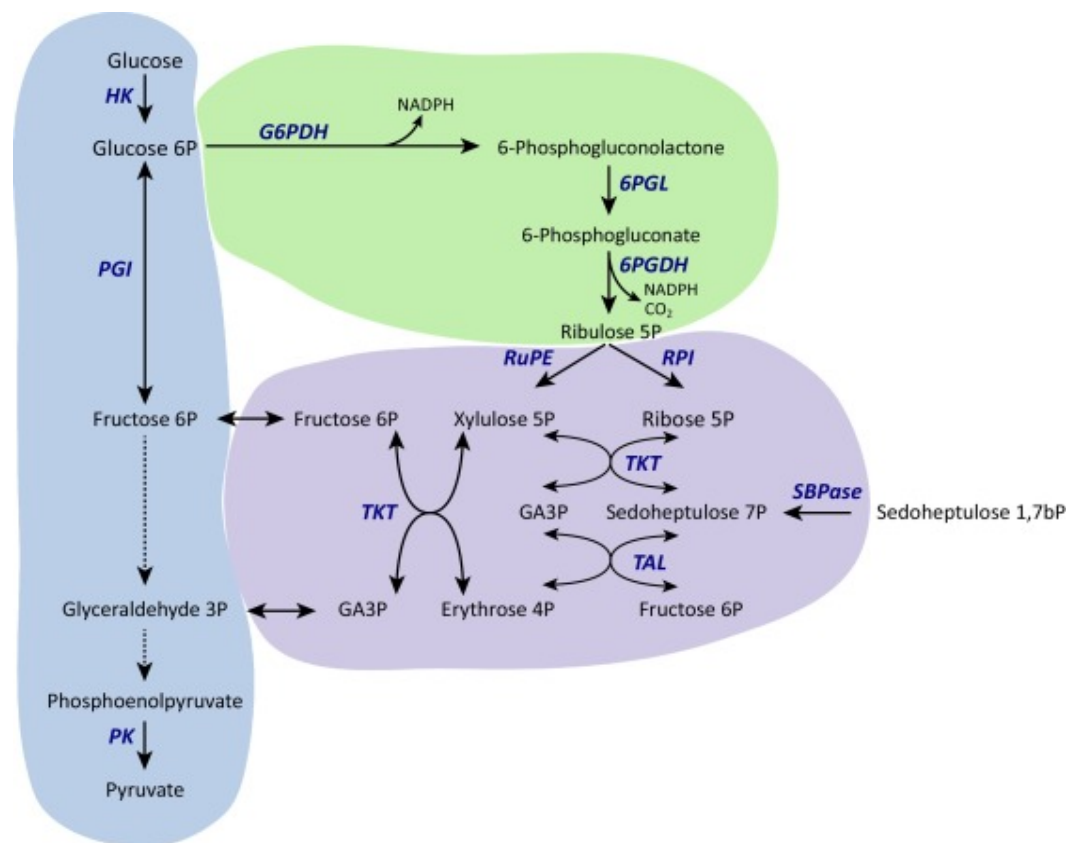 Glucose
HK
NADPH
G6PDH
Glucose 6P
6-Phosphogluconolactone
6PGL
6-Phosphogluconate
6PGDH
PGI
NADPH
CO₂
Ribulose 5P
RuPE
RPI
Fructose 6P
Fructose 6P
Xylulose 5P
Ribose 5P
TKT
SBPase
TKT
GA3P
Sedoheptulose 7P
Sedoheptulose 1,7bP
TAL
Glyceraldehyde 3P
GA3P
Erythrose 4P
Fructose 6P
Phosphoenolpyruvate
PK
Pyruvate